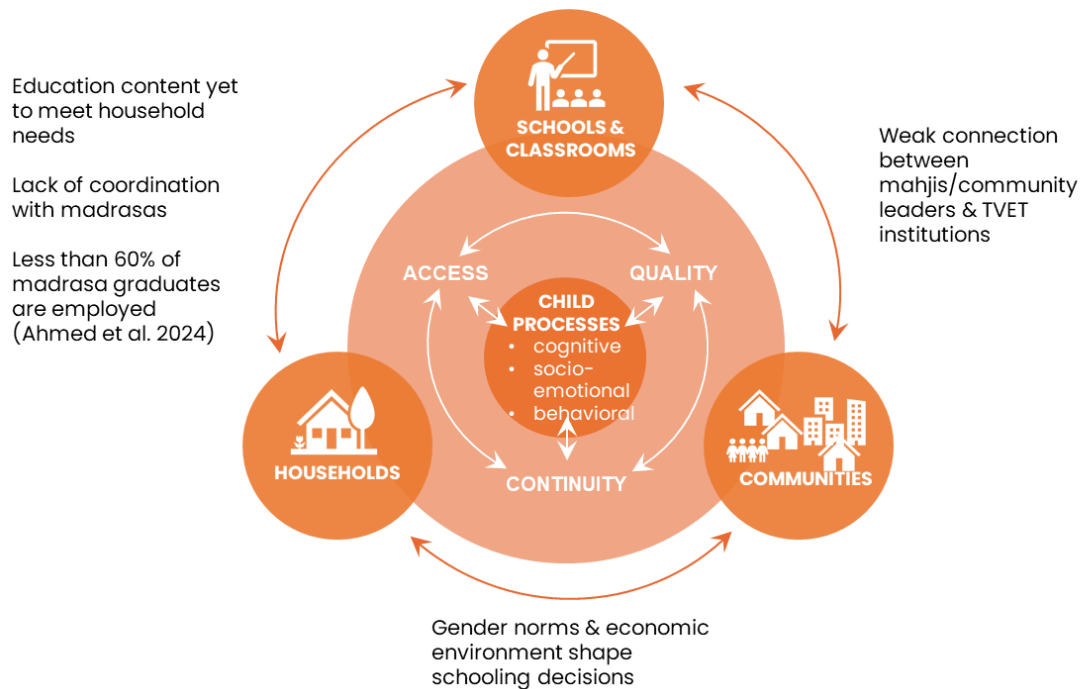 SCHOOLS &
CLASSROOMS
Education content yet
to meet household
needs
Lack of coordination
with madrasas
Less than 60% of
madrasa graduates
are employed
(Ahmed et al. 2024)
Weak connection
between
mahjis/community
leaders & TVET
institutions
ACCESS
QUALITY
CHILD
PROCESSES
• cognitive
• socio-
emotional
• behavioral
CONTINUITY
HOUSEHOLDS
COMMUNITIES
Gender norms & economic
environment shape
schooling decisions